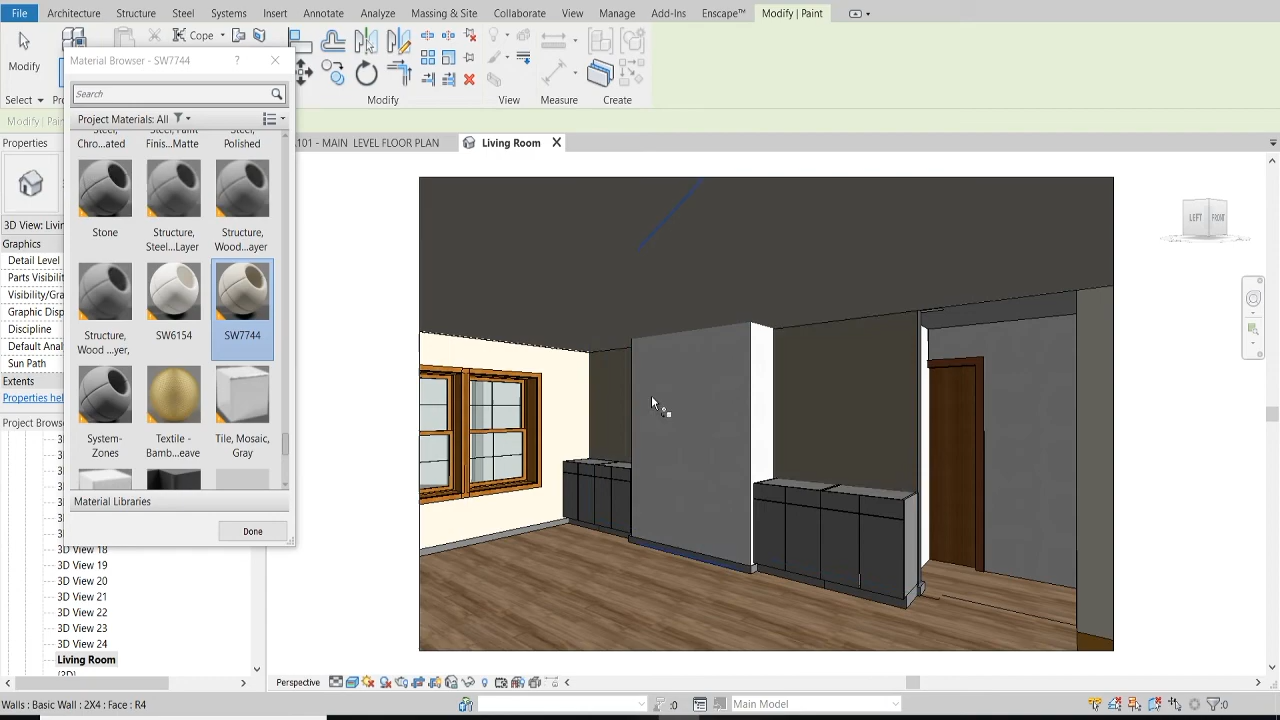 File Architecture Structure Steel Systems Insert Annotate Analyze Massing & Site Collaborate View Manage Add-Ins Enscape™ Modify | Paint
Cope
Modify
Select Modify View Measure Create
Material Browser - SW7744 ?
Search
Project Materials: All
Modify | Pa
Properties
101 - MAIN LEVEL FLOOR PLAN
Living Room
Chro...ated Finis...Matte Polished
3D View: Livi
Graphics
Detail Level
Parts Visibility
Visibility/Gra
Graphic Disp
Discipline
Default Anal
Sun Path
Extents
Properties hel
Project Brows
Stone
Structure, Steel...Layer
Structure, Wood...ayer
Structure, Wood ...yer,
SW6154
SW7744
System-Zones
Textile - Bamb...eave
Tile, Mosaic, Gray
Material Libraries
Done
LEFT FRONT
3D View 18
3D View 19
3D View 20
3D View 21
3D View 22
3D View 23
3D View 24
Living Room
Perspective
Walls : Basic Wall : 2X4 : Face : R4
:0
Main Model
:0